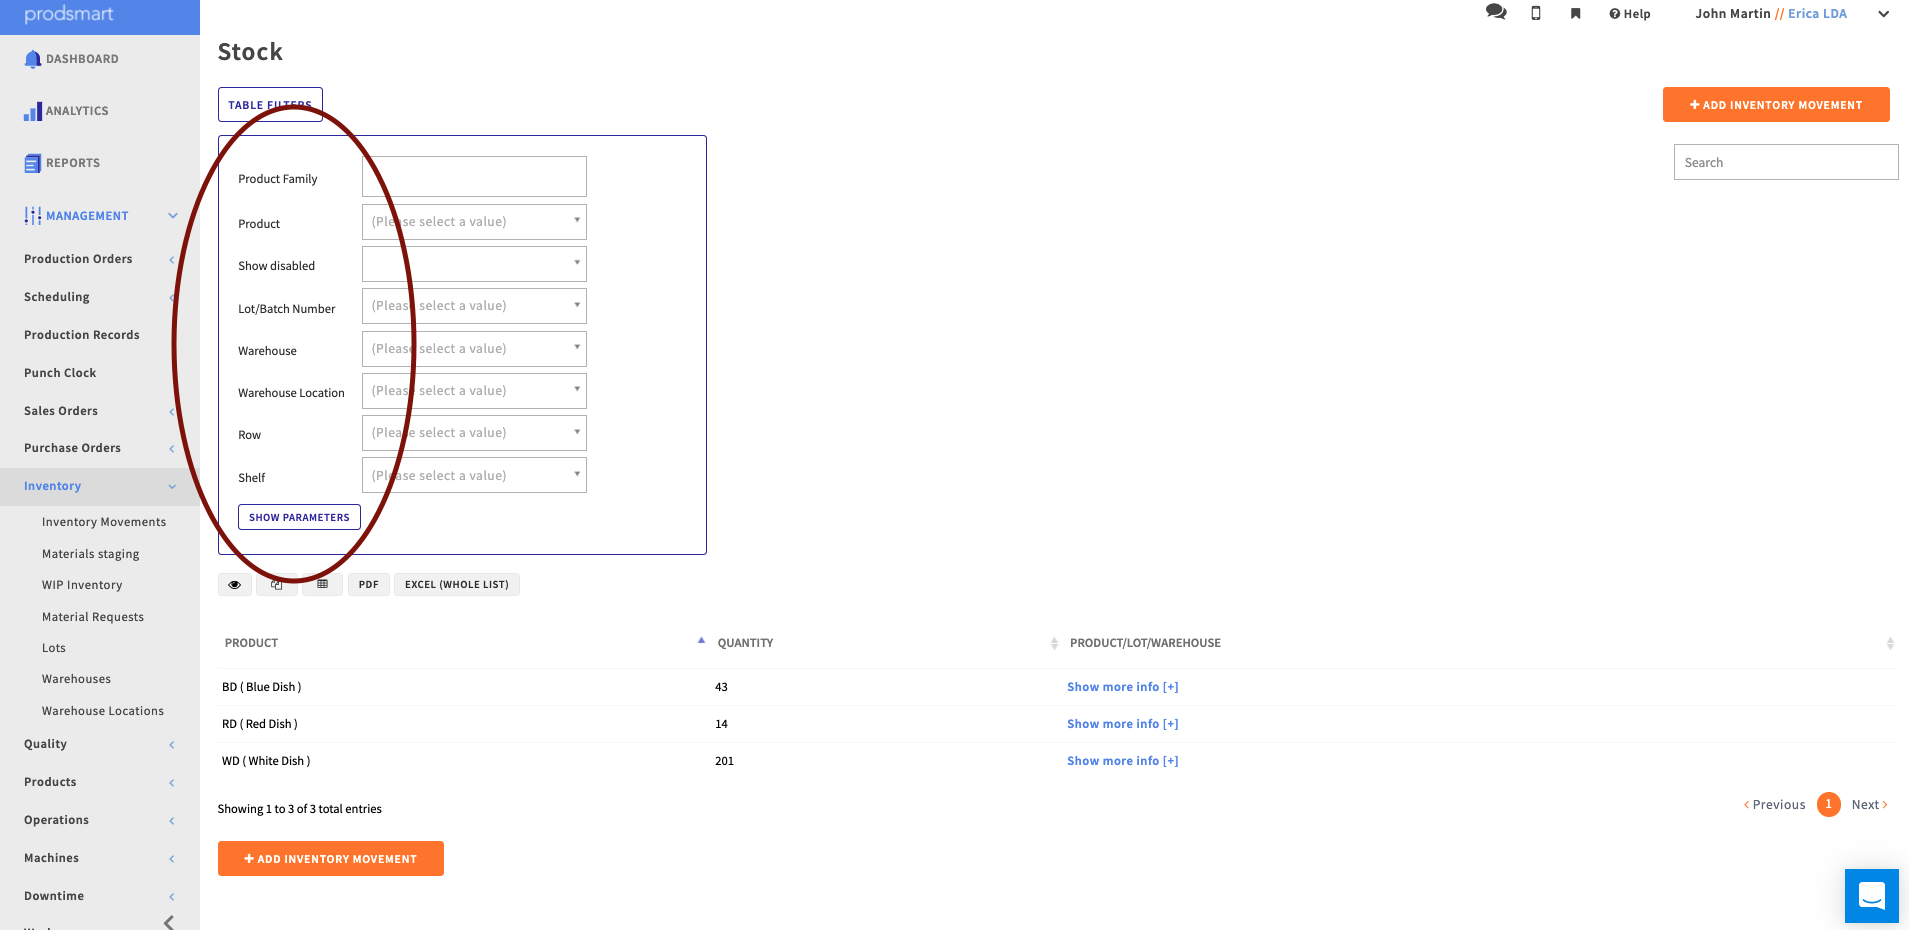 prodsmart
Help
John Martin // Erica LDA
DASHBOARD
ANALYTICS
REPORTS
MANAGEMENT
Production Orders
Scheduling
Production Records
Punch Clock
Sales Orders
Purchase Orders
Inventory
Inventory Movements
Materials staging
WIP Inventory
Material Requests
Lots
Warehouses
Warehouse Locations
Quality
Products
Operations
Machines
Downtime
Stock
TABLE FILTERS
+ ADD INVENTORY MOVEMENT
Search
Product Family
Product (Please select a value)
Show disabled
Lot/Batch Number (Please select a value)
Warehouse (Please select a value)
Warehouse Location (Please select a value)
Row (Please select a value)
Shelf (Please select a value)
SHOW PARAMETERS
PDF EXCEL (WHOLE LIST)
PRODUCT QUANTITY PRODUCT/LOT/WAREHOUSE
BD ( Blue Dish ) 43 Show more info [+]
RD ( Red Dish ) 14 Show more info [+]
WD ( White Dish ) 201 Show more info [+]
Showing 1 to 3 of 3 total entries
‹ Previous 1 Next ›
+ ADD INVENTORY MOVEMENT